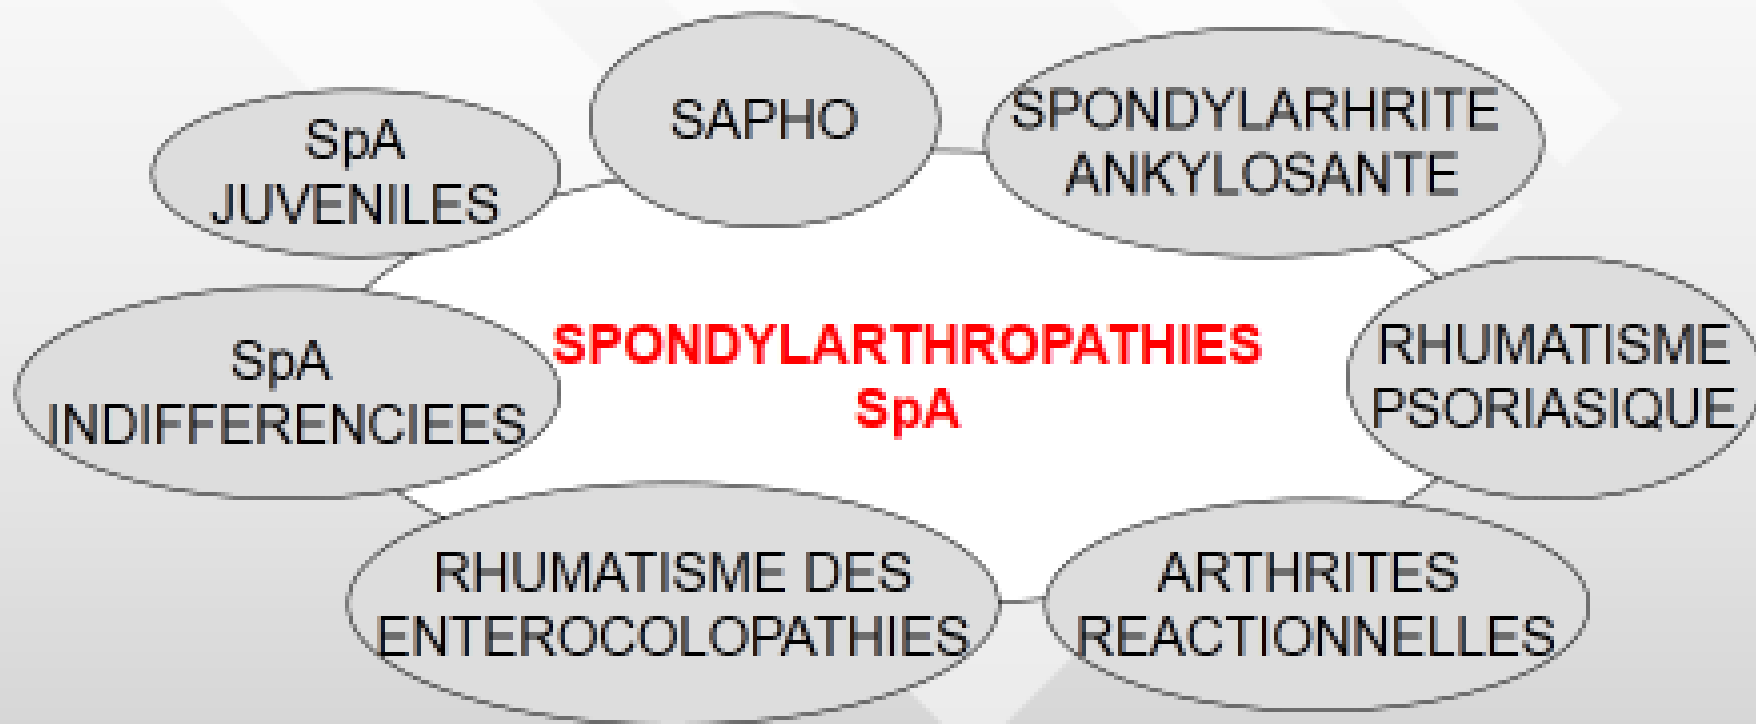 SAPHO
SPONDYLARHRITE
ANKYLOSANTE
SpA
JUVENILES
SPONDYLARTHROPATHIES
SpA
RHUMATISME
PSORIASIQUE
SpA
INDIFFERENCIEES
RHUMATISME DES
ENTEROCOLOPATHIES
ARTHRITES
REACTIONNELLES